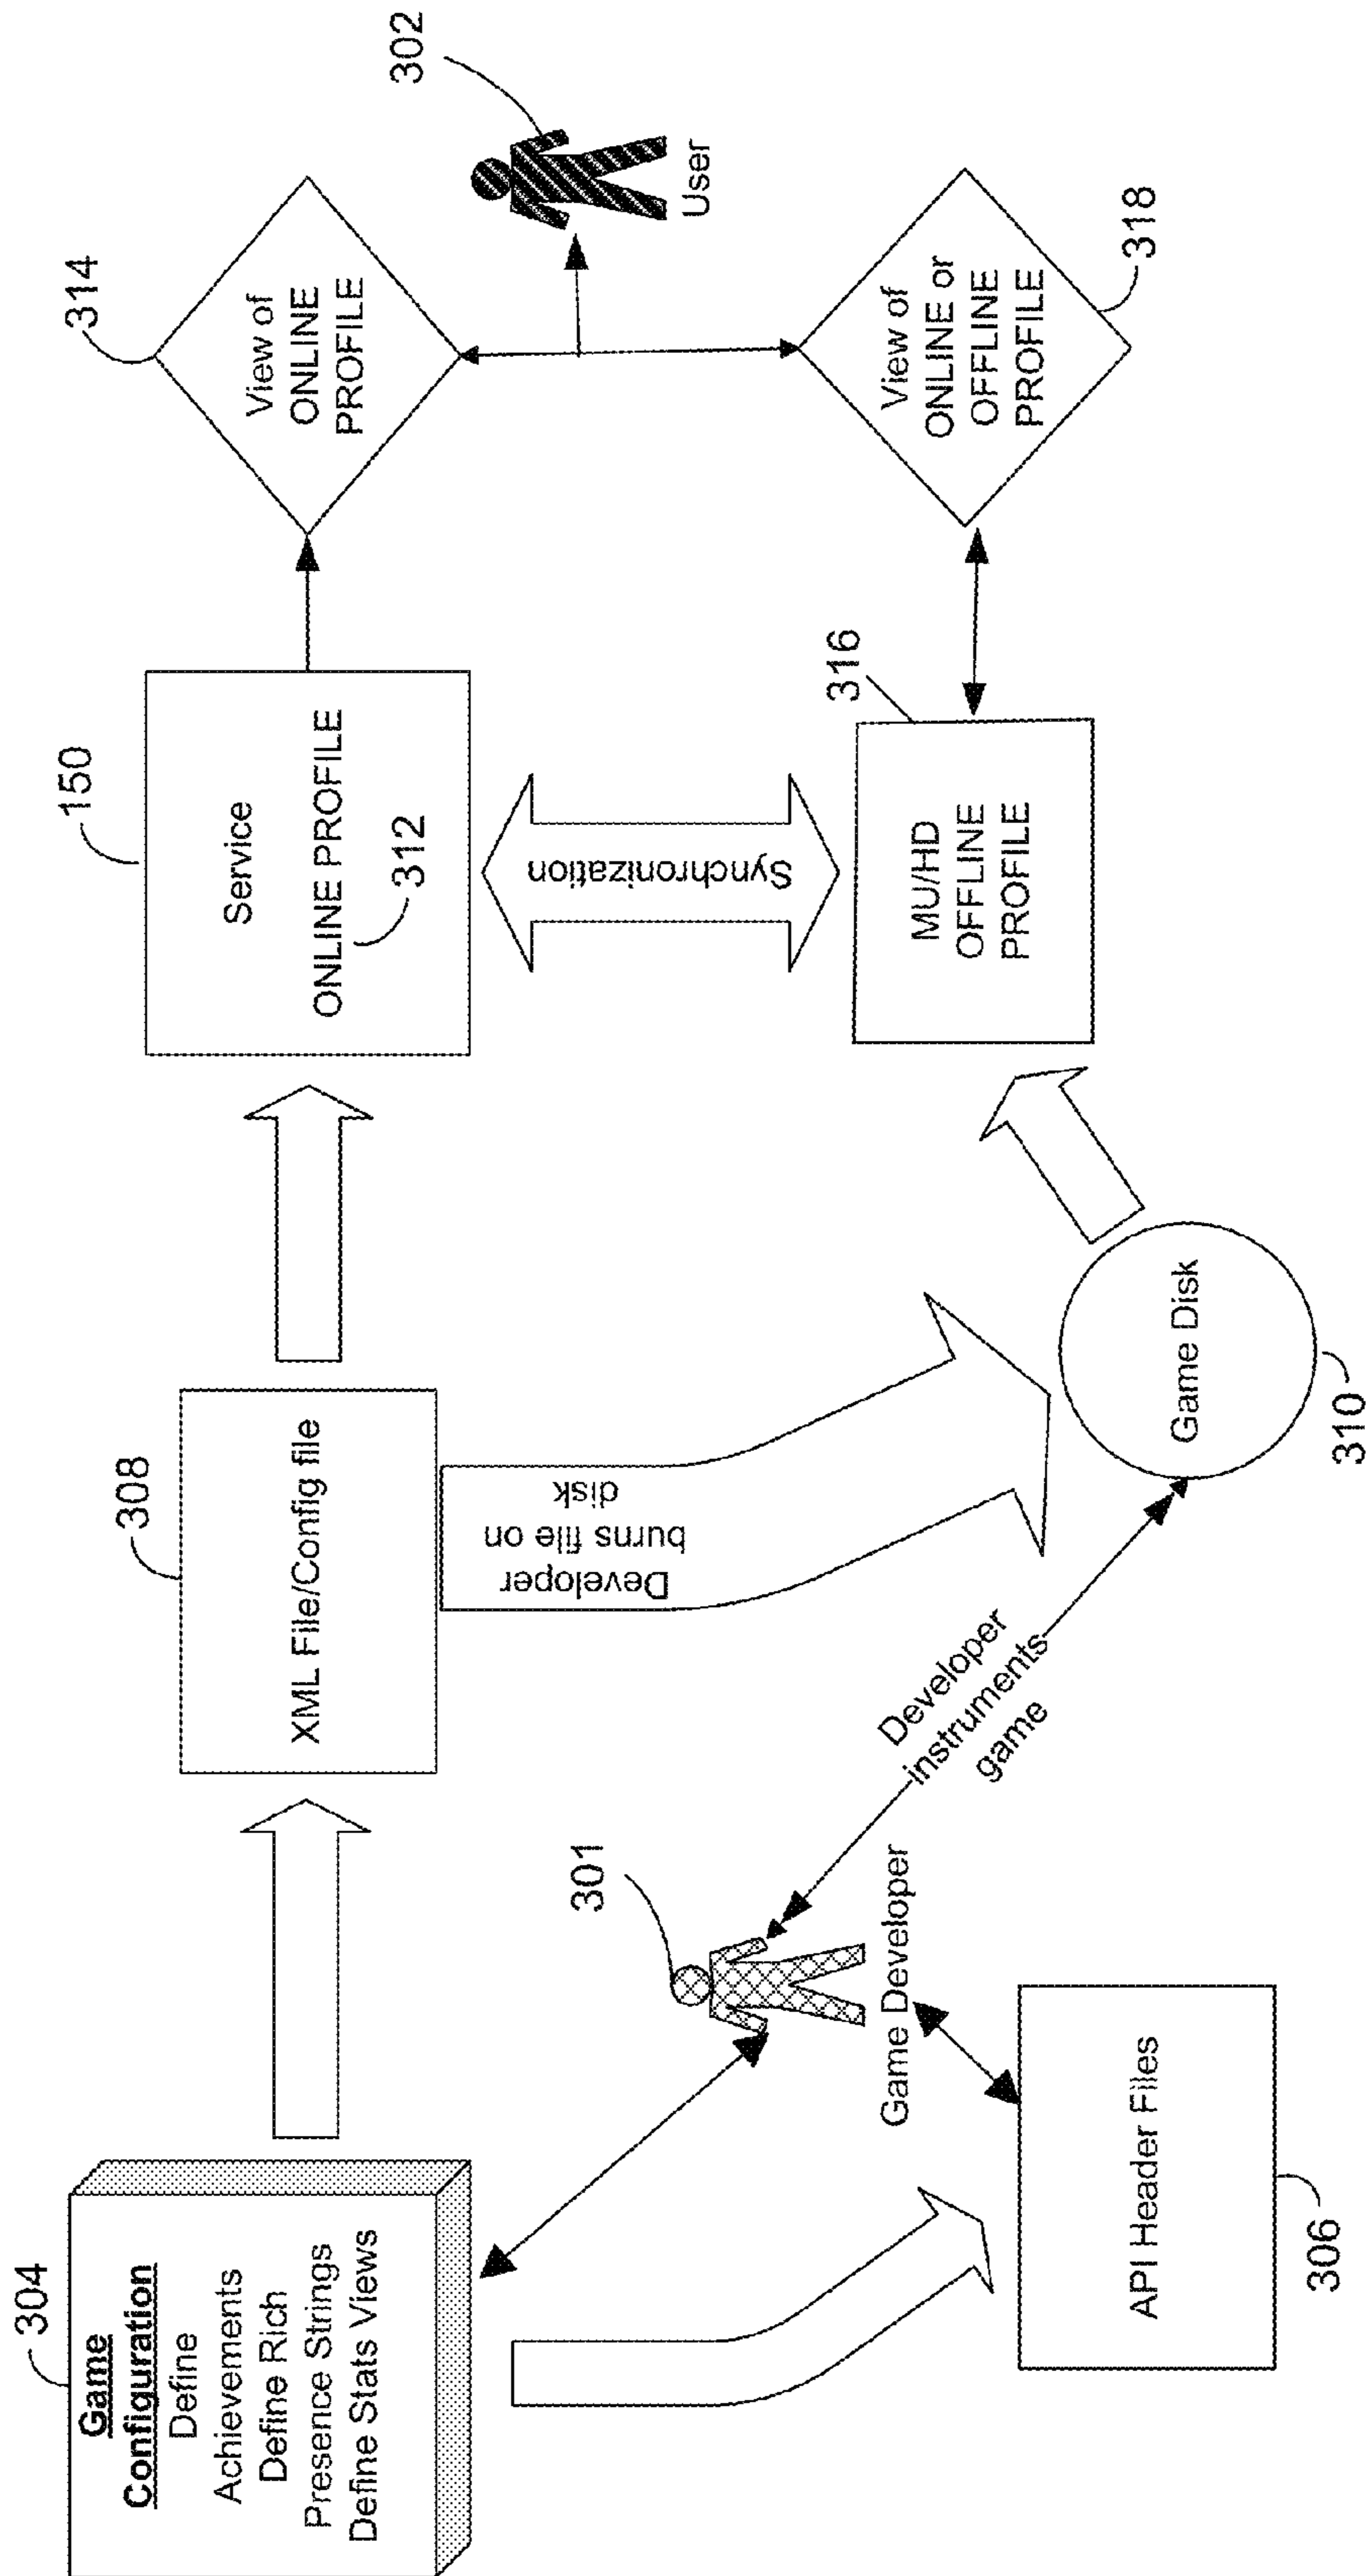 304
Game
Configuration
Define
Achievements
Define Rich
Presence Strings
Define Stats Views
308
XML File/Config file
150
Service
ONLINE PROFILE
312
314
View of
ONLINE
PROFILE
302
User
Developer
burns file on
disk
Synchronization
316
MU/HD
OFFLINE
PROFILE
View of
ONLINE or
OFFLINE
PROFILE
318
301
Game Developer
Developer
instruments
game
Game Disk
310
API Header Files
306